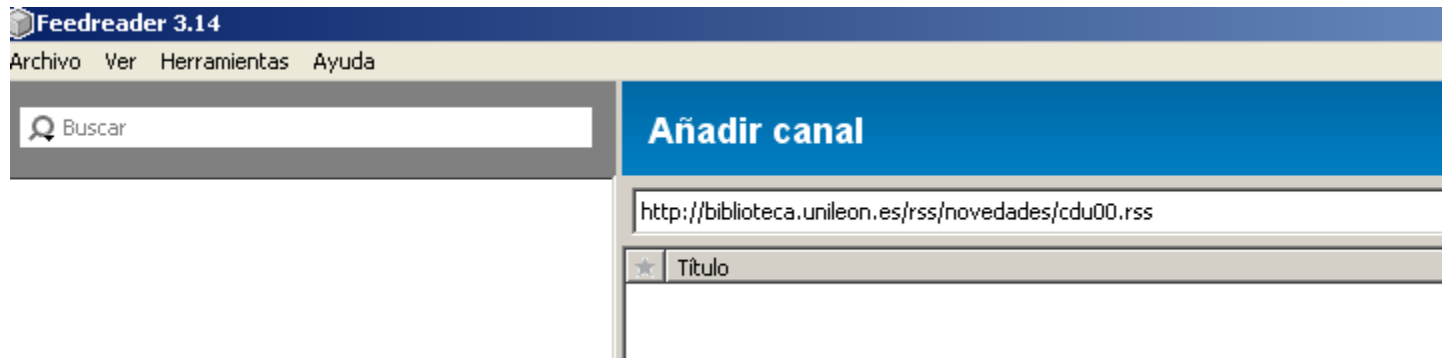 Feedreader 3.14
Archivo Ver Herramientas Ayuda
Buscar
Añadir canal
http://biblioteca.unileon.es/rss/novedades/cdu00.rss
Título